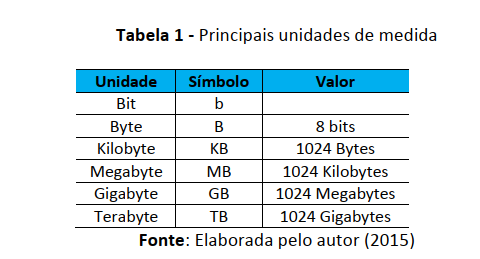 Tabela 1 - Principais unidades de medida
Unidade Símbolo Valor
Bit b
Byte B 8 bits
Kilobyte KB 1024 Bytes
Megabyte MB 1024 Kilobytes
Gigabyte GB 1024 Megabytes
Terabyte TB 1024 Gigabytes
Fonte: Elaborada pelo autor (2015)